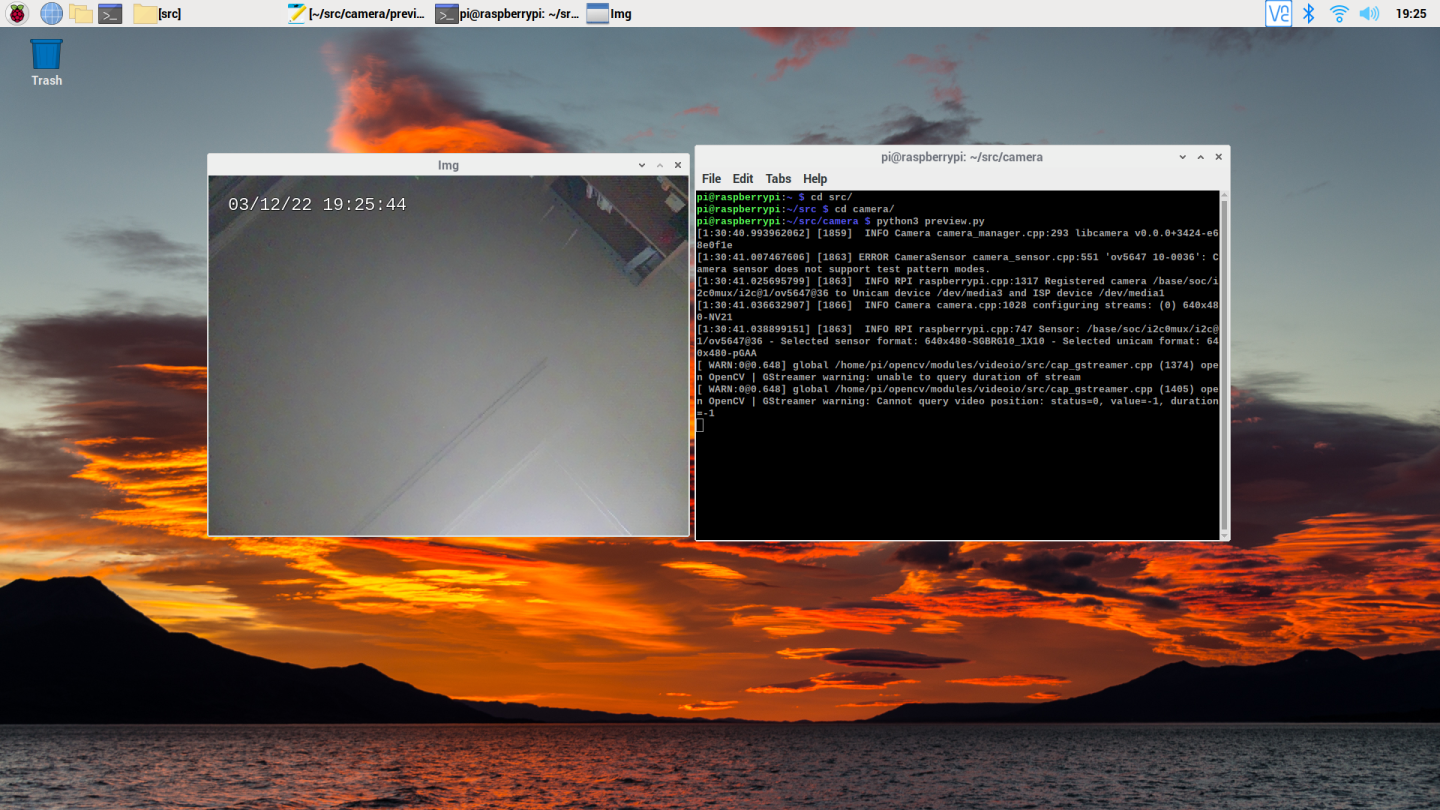 [src]
[~/src/camera/previ...
pi@raspberrypi: ~/sr...
Img
19:25
Trash
Img
03/12/22 19:25:44
pi@raspberrypi: ~/src/camera
File Edit Tabs Help
pi@raspberrypi:~ $ cd src/
pi@raspberrypi:~/src $ cd camera/
pi@raspberrypi:~/src/camera $ python3 preview.py
[1:30:40.993962062] [1859]  INFO Camera camera_manager.cpp:293 libcamera v0.0.0+3424-e6
8e0f1e
[1:30:41.007467606] [1863] ERROR CameraSensor camera_sensor.cpp:551 'ov5647 10-0036': C
amera sensor does not support test pattern modes.
[1:30:41.025695799] [1863]  INFO RPI raspberrypi.cpp:1317 Registered camera /base/soc/i
2c0mux/i2c@1/ov5647@36 to Unicam device /dev/media3 and ISP device /dev/media1
[1:30:41.036632907] [1866]  INFO Camera camera.cpp:1028 configuring streams: (0) 640x48
0-NV21
[1:30:41.038899151] [1863]  INFO RPI raspberrypi.cpp:747 Sensor: /base/soc/i2c0mux/i2c@
1/ov5647@36 - Selected sensor format: 640x480-SGBRG10_1X10 - Selected unicam format: 64
0x480-pGAA
[ WARN:0@0.648] global /home/pi/opencv/modules/videoio/src/cap_gstreamer.cpp (1374) ope
n OpenCV | GStreamer warning: unable to query duration of stream
[ WARN:0@0.648] global /home/pi/opencv/modules/videoio/src/cap_gstreamer.cpp (1405) ope
n OpenCV | GStreamer warning: Cannot query video position: status=0, value=-1, duration
=-1